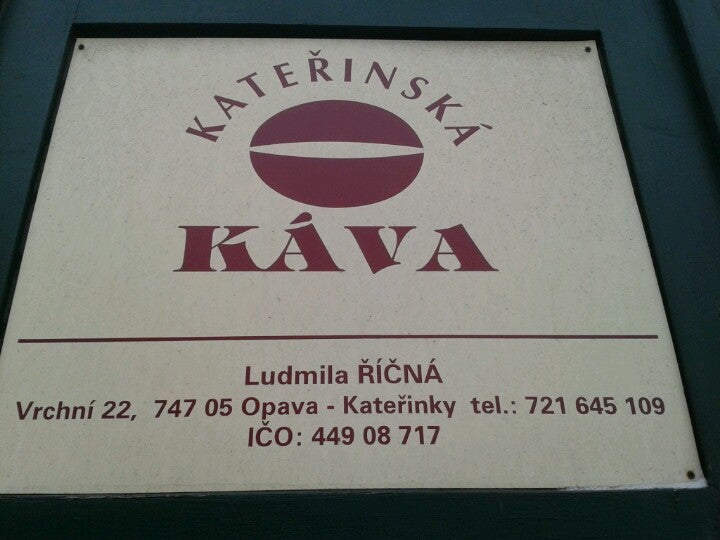 KATEŘINSKÁ
KÁVA
Ludmila ŘÍČNÁ
Vrchní 22, 747 05 Opava - Kateřinky tel.: 721 645 109
IČO: 449 08 717